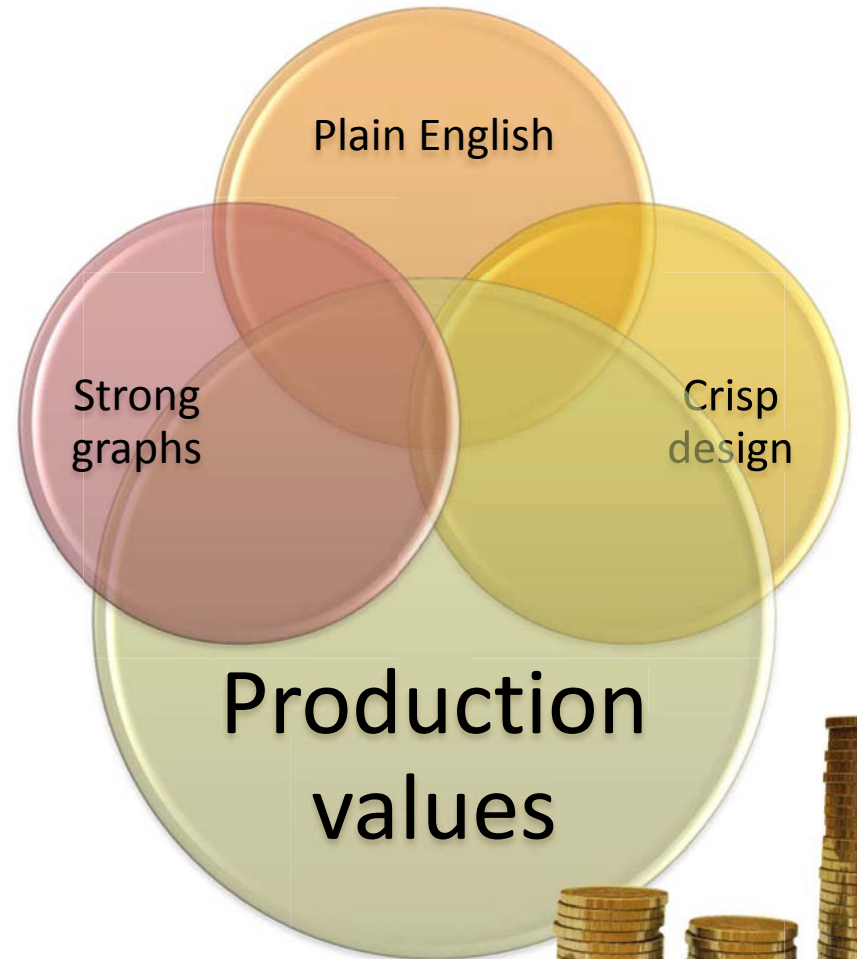 Plain English
Strong
graphs
Crisp
design
Production
values